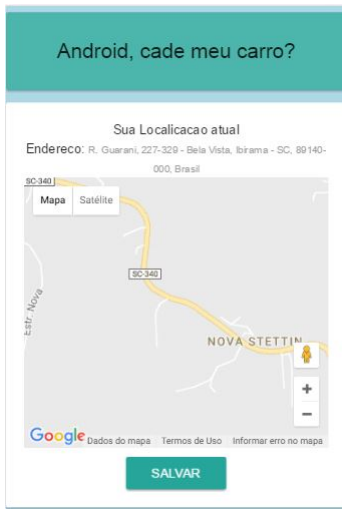 Android, cade meu carro?
Sua Localicacao atual
Endereco: R. Guarani, 227-329 - Bela Vista, Ibirama - SC, 89140-
000, Brasil
SC-340
Mapa Satélite
SC-340
Estr. Nova
NOVA STETTIN
+
−
Google Dados do mapa Termos de Uso Informar erro no mapa
SALVAR